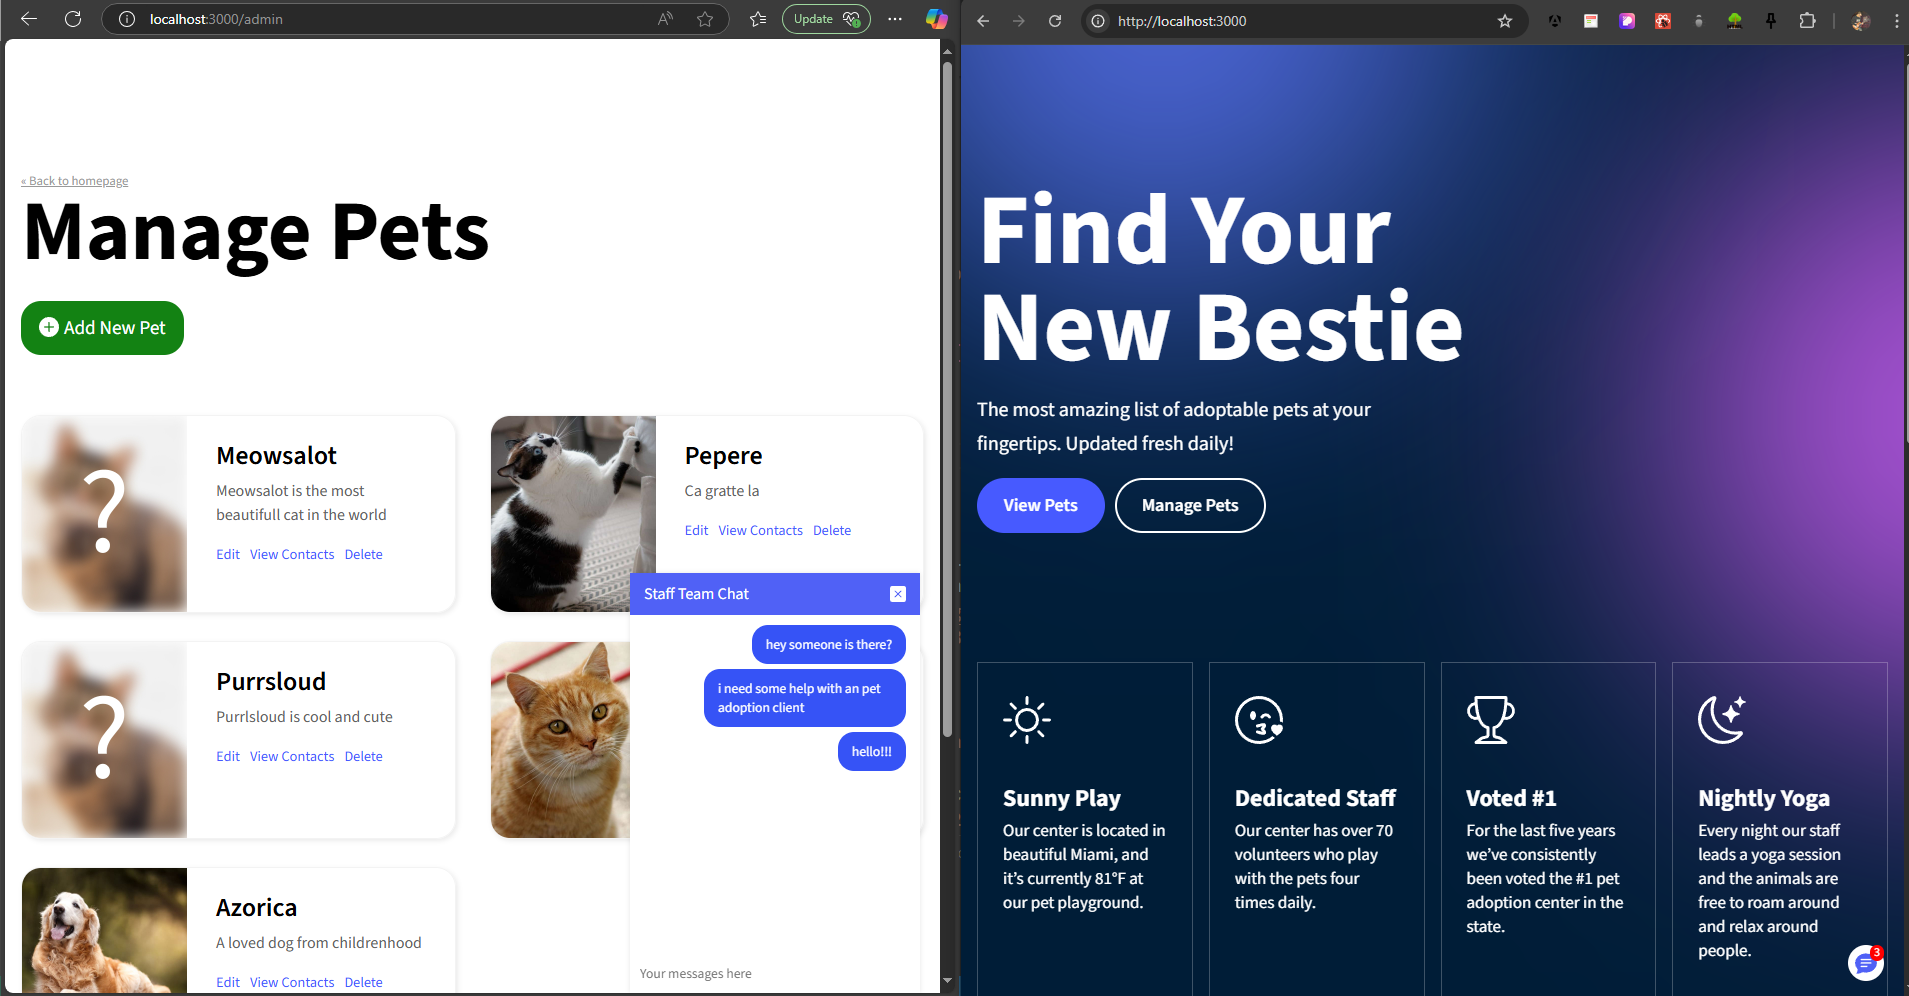 localhost:3000/admin
Update
« Back to homepage
Manage Pets
Add New Pet
Meowsalot
Meowsalot is the most
beautifull cat in the world
Edit View Contacts Delete
Pepere
Ca gratte la
Edit View Contacts Delete
Purrsloud
Purrlsloud is cool and cute
Edit View Contacts Delete
Azorica
A loved dog from childrenhood
Edit View Contacts Delete
Staff Team Chat
hey someone is there?
i need some help with an pet
adoption client
hello!!!
Your messages here
http://localhost:3000
Find Your
New Bestie
The most amazing list of adoptable pets at your
fingertips. Updated fresh daily!
View Pets
Manage Pets
Sunny Play
Our center is located in
beautiful Miami, and
it’s currently 81°F at
our pet playground.
Dedicated Staff
Our center has over 70
volunteers who play
with the pets four
times daily.
Voted #1
For the last five years
we’ve consistently
been voted the #1 pet
adoption center in the
state.
Nightly Yoga
Every night our staff
leads a yoga session
and the animals are
free to roam around
and relax around
people.
3